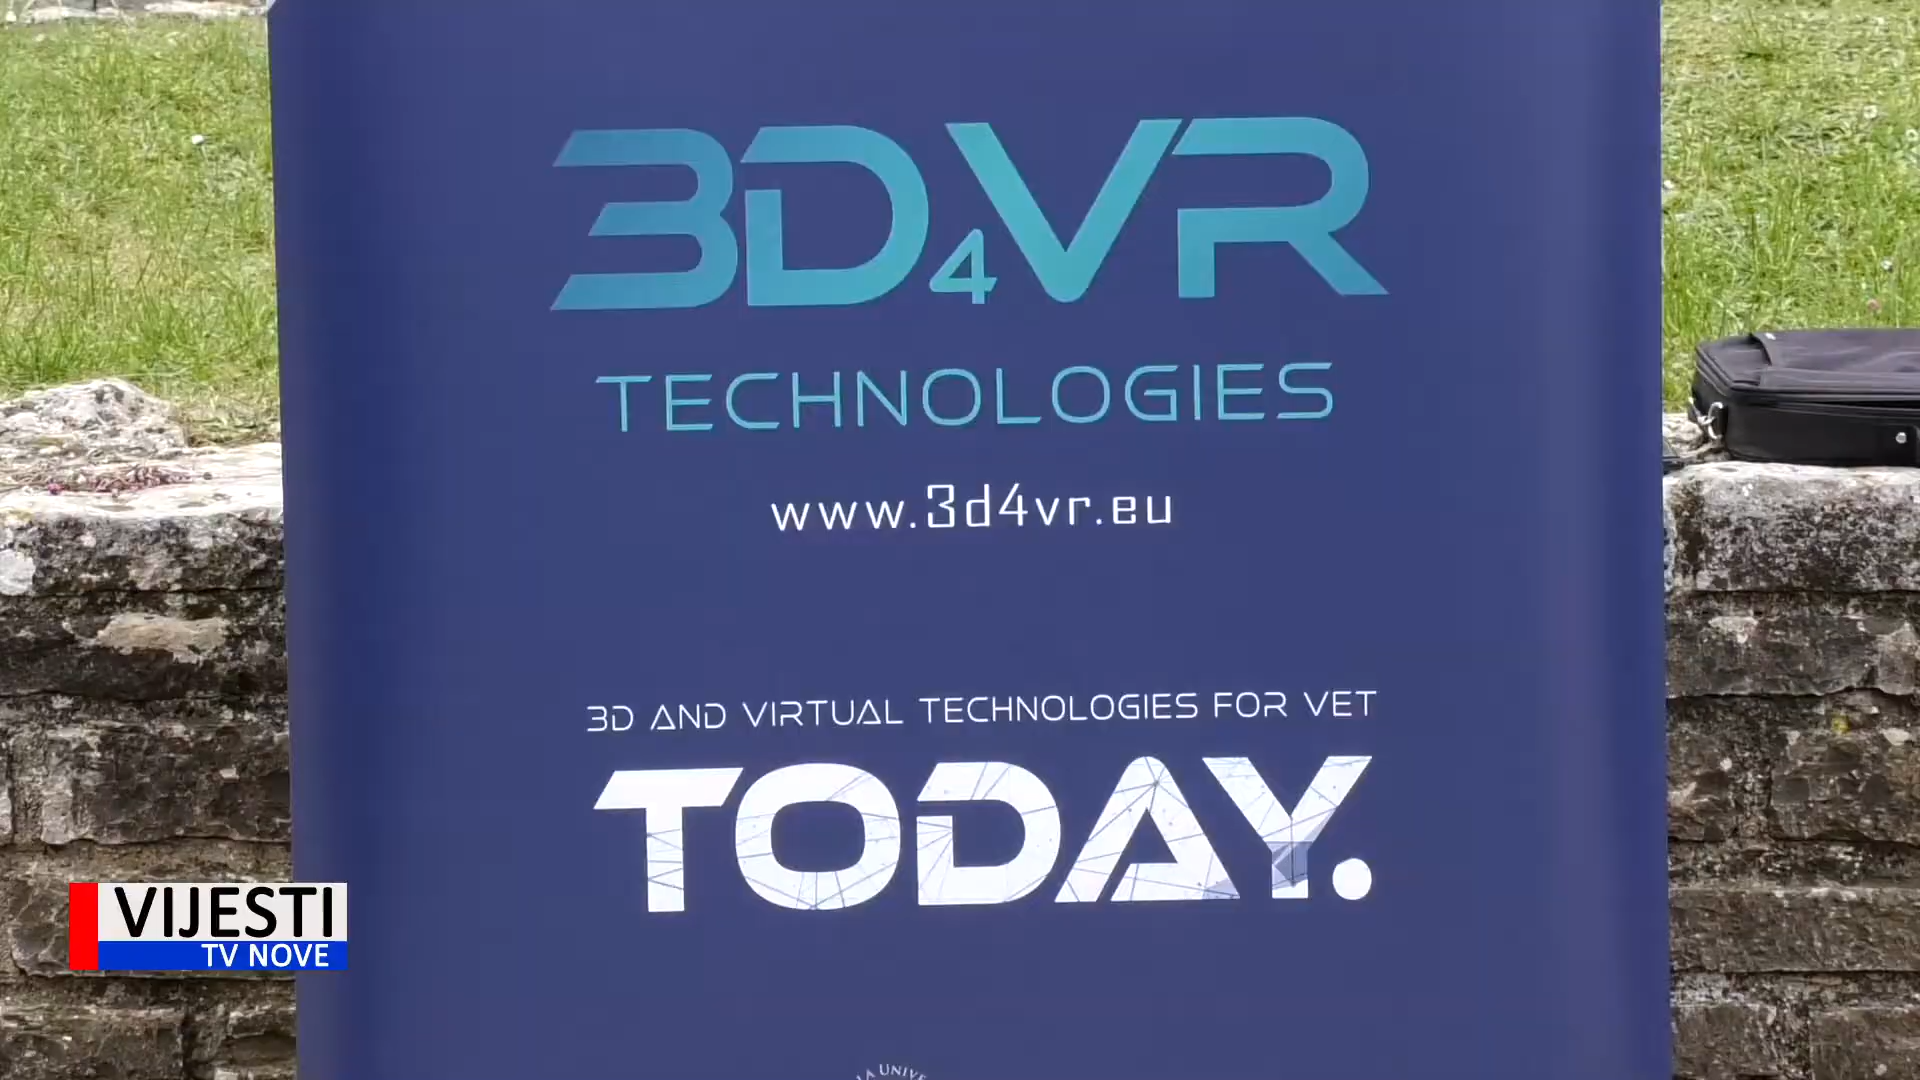 3D4VR
TECHNOLOGIES
www.3d4vr.eu
3D AND VIRTUAL TECHNOLOGIES FOR VET
TODAY.
VIJESTI
TV NOVE